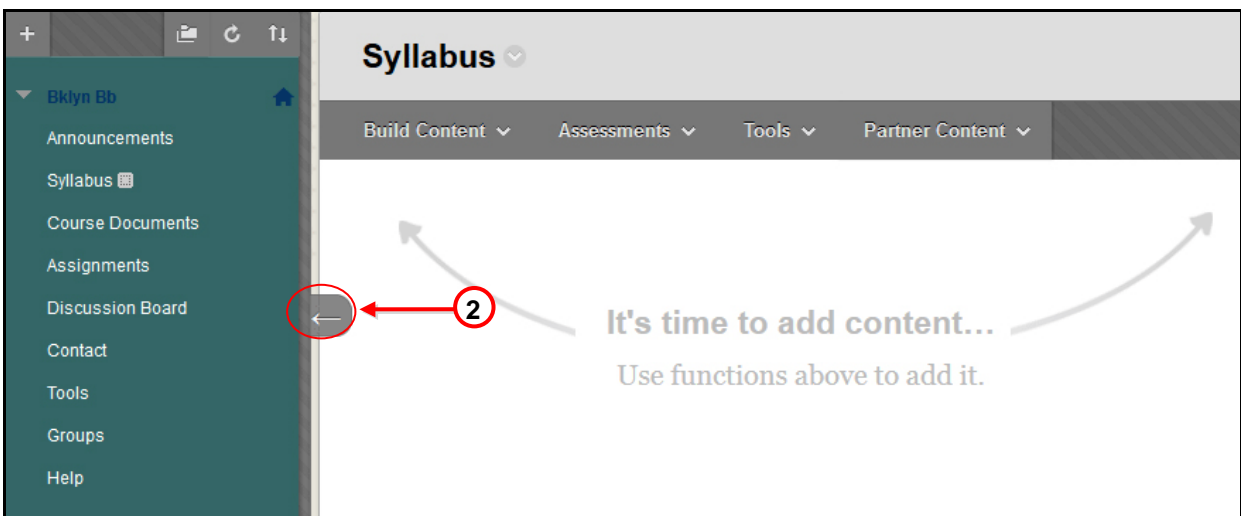 Syllabus
Bklyn Bb
Announcements
Syllabus
Course Documents
Assignments
Discussion Board
Contact
Tools
Groups
Help
Build Content Assessments Tools Partner Content
2
It's time to add content...
Use functions above to add it.